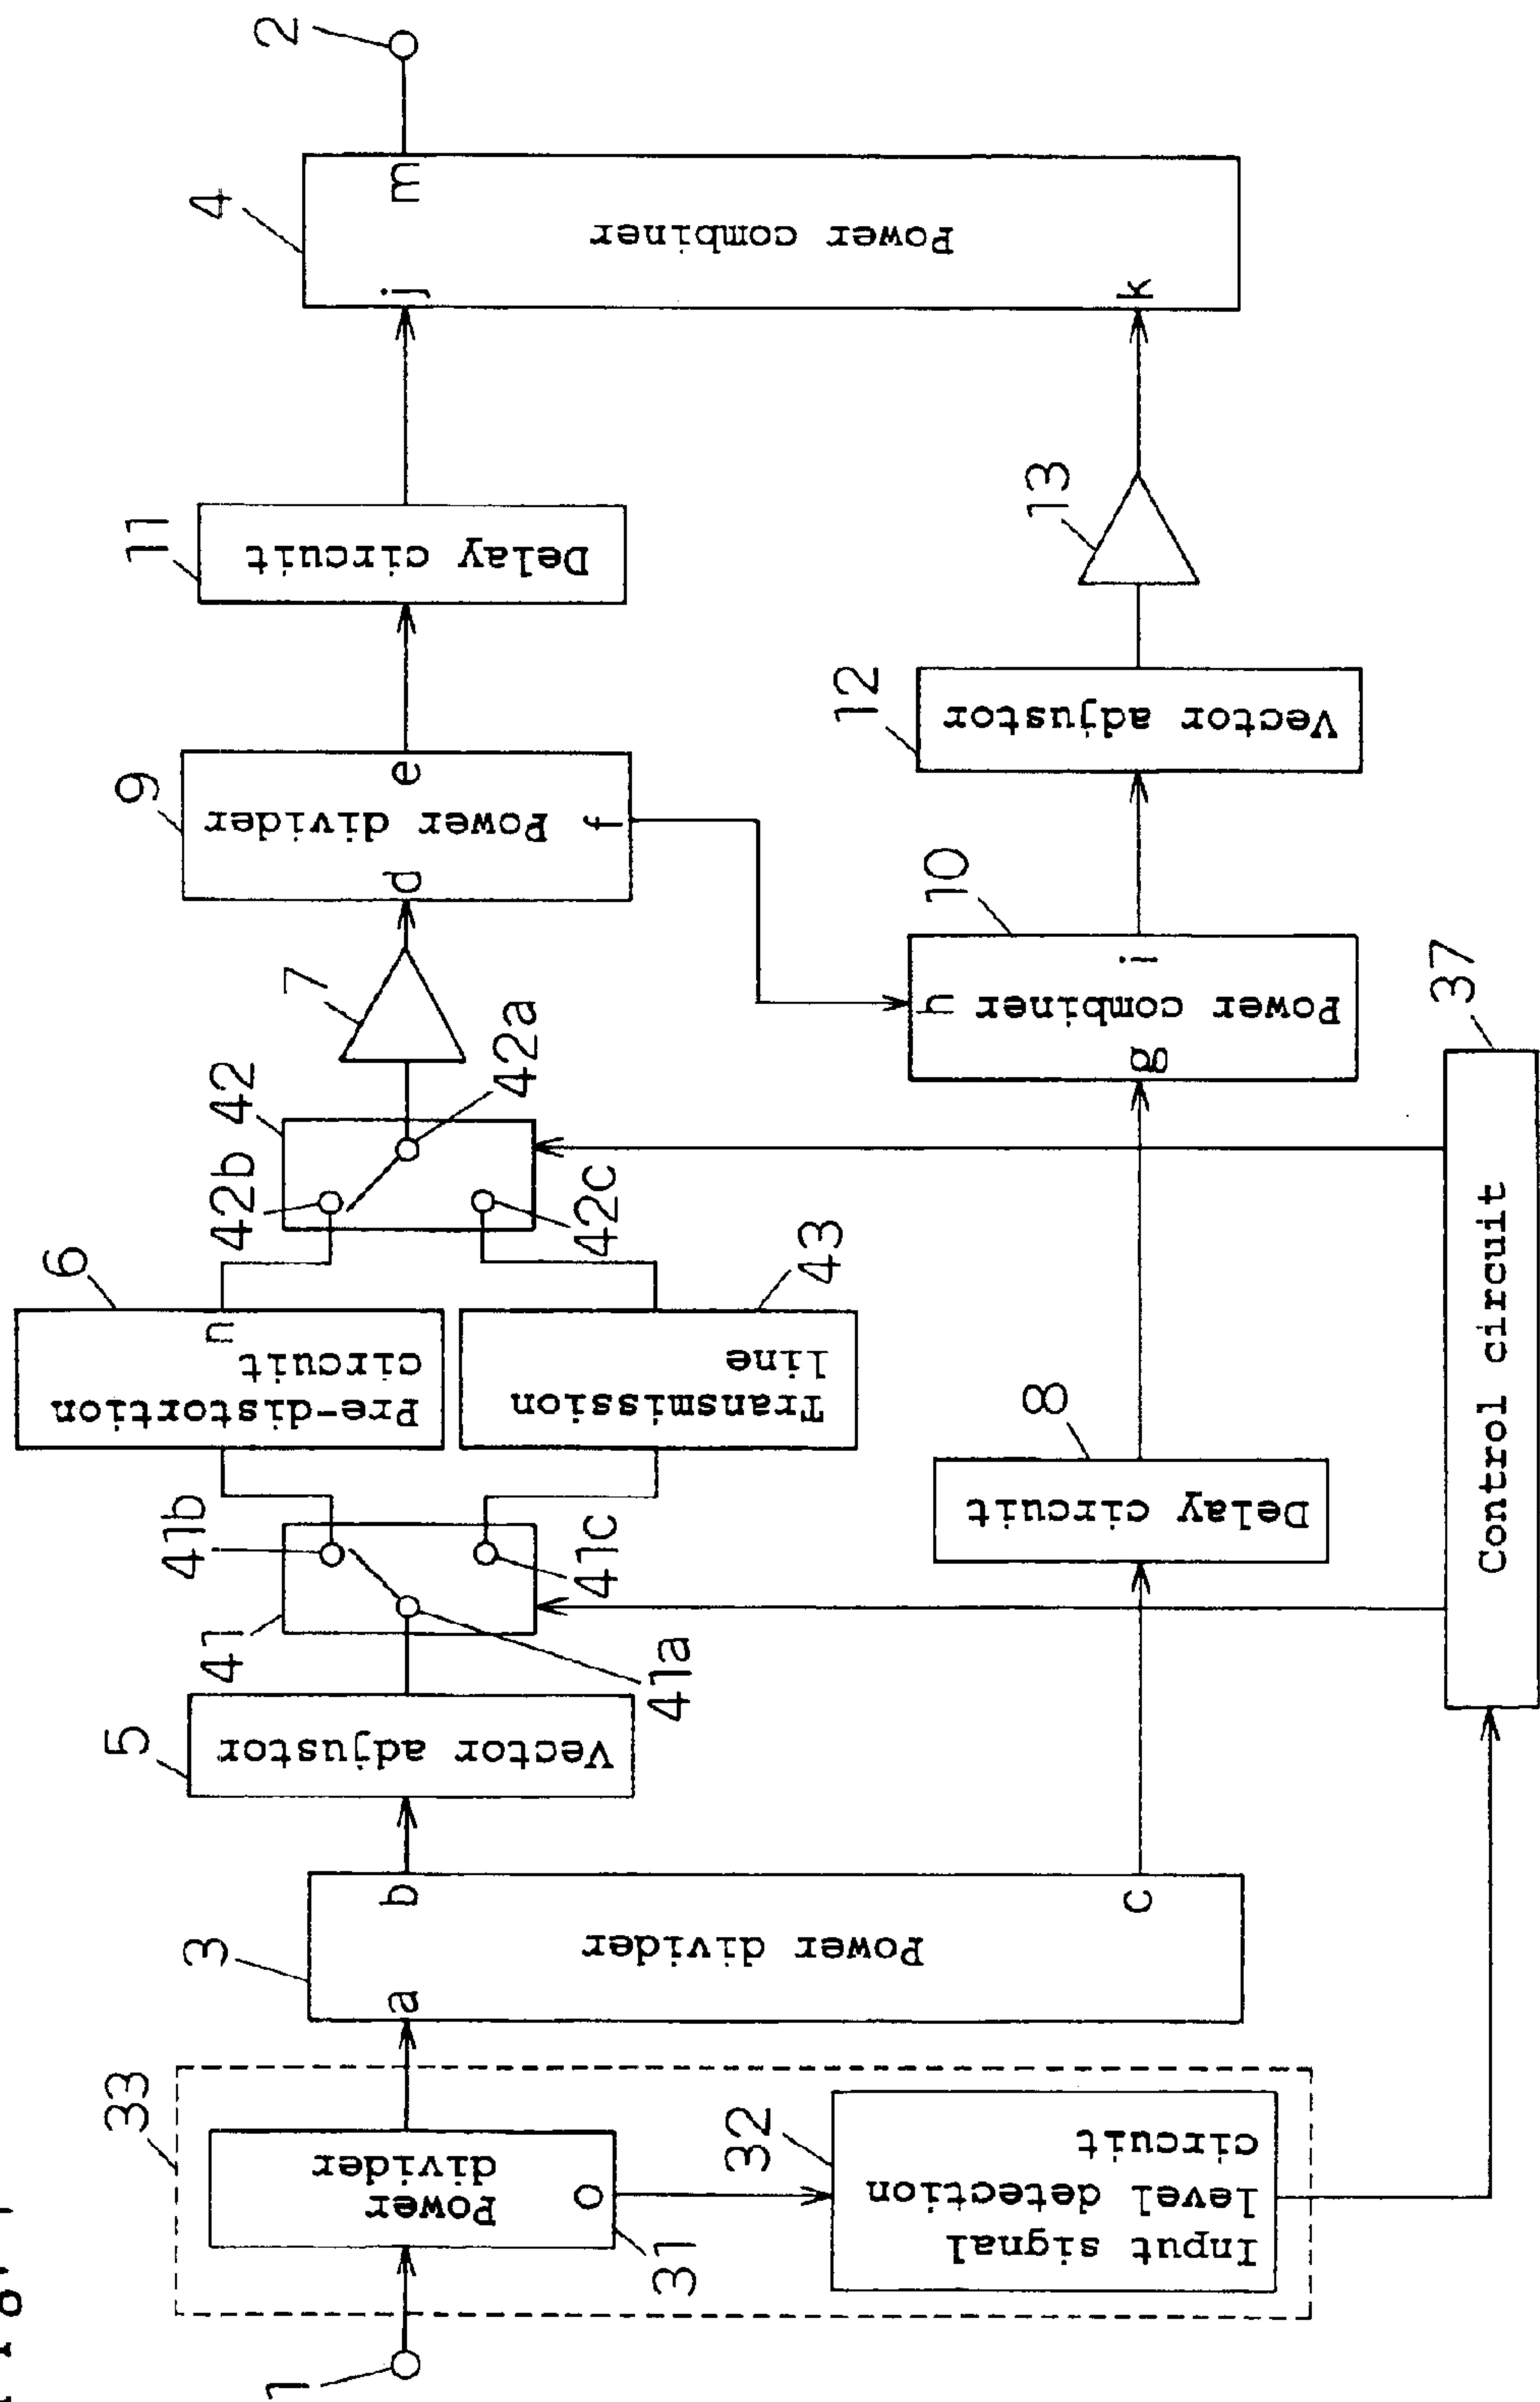 Fig. 1
1
33
Power
divider
o
31
32
Input signal
level detection
circuit
3
a
Power divider
b
c
5
Vector adjustor
41
41a
41b
41c
6
Pre-distortion
circuit
n
Transmission
line
43
8
Delay circuit
Control circuit
37
42
42b
42c
42a
7
9
d
Power divider
e
f
10
h
g
Power combiner
i
11
Delay circuit
12
Vector adjustor
13
4
j
Power combiner
k
m
2